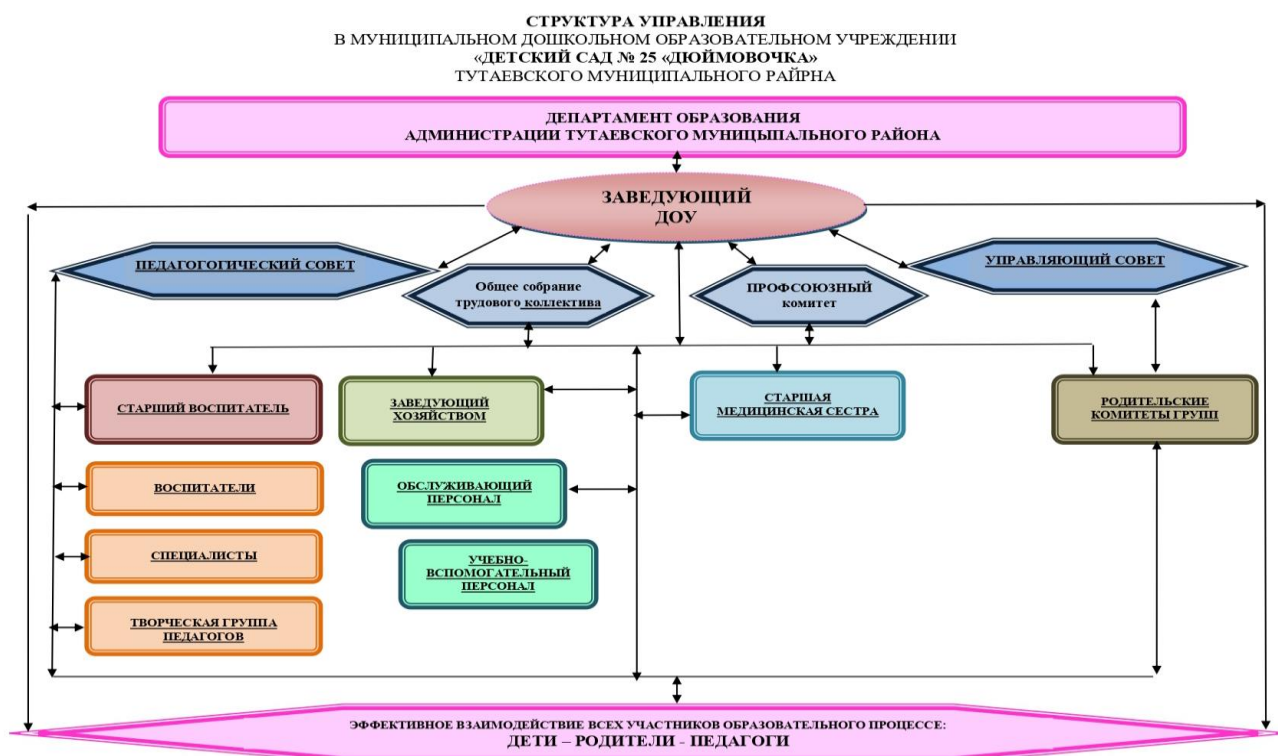 СТРУКТУРА УПРАВЛЕНИЯ
В МУНИЦИПАЛЬНОМ ДОШКОЛЬНОМ ОБРАЗОВАТЕЛЬНОМ УЧРЕЖДЕНИИ
«ДЕТСКИЙ САД № 25 «ДЮЙМОВОЧКА»
ТУТАЕВСКОГО МУНИЦИПАЛЬНОГО РАЙРНА
ДЕПАРТАМЕНТ ОБРАЗОВАНИЯ
АДМИНИСТРАЦИИ ТУТАЕВСКОГО МУНИЦЫПАЛЬНОГО РАЙОНА
ЗАВЕДУЮЩИЙ
ДОУ
ПЕДАГОГОГИЧЕСКИЙ СОВЕТ
Общее собрание
трудового коллектива
ПРОФСОЮЗНЫЙ
комитет
УПРАВЛЯЮЩИЙ СОВЕТ
СТАРШИЙ ВОСПИТАТЕЛЬ
ЗАВЕДУЮЩИЙ
ХОЗЯЙСТВОМ
СТАРШАЯ
МЕДИЦИНСКАЯ СЕСТРА
РОДИТЕЛЬСКИЕ
КОМИТЕТЫ ГРУПП
ВОСПИТАТЕЛИ
ОБСЛУЖИВАЮЩИЙ
ПЕРСОНАЛ
СПЕЦИАЛИСТЫ
УЧЕБНО-
ВСПОМОГАТЕЛЬНЫЙ
ПЕРСОНАЛ
ТВОРЧЕСКАЯ ГРУППА
ПЕДАГОГОВ
ЭФФЕКТИВНОЕ ВЗАИМОДЕЙСТВИЕ ВСЕХ УЧАСТНИКОВ ОБРАЗОВАТЕЛЬНОГО ПРОЦЕССЕ:
ДЕТИ – РОДИТЕЛИ - ПЕДАГОГИ